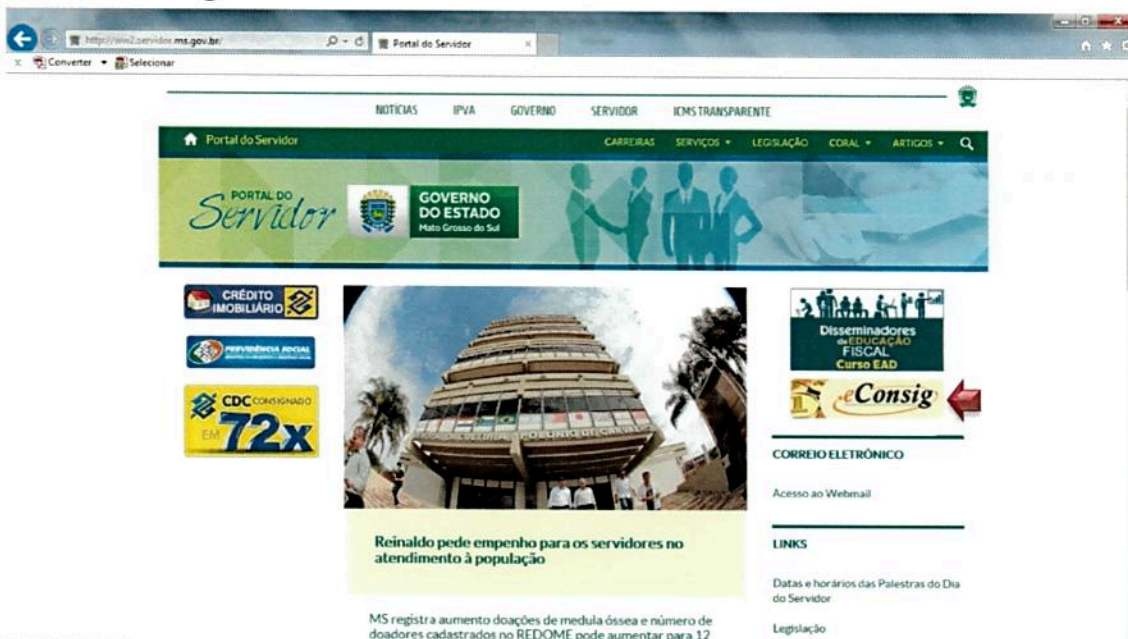 http://ww2.servidor.ms.gov.br/
Portal do Servidor
x Converter Selecionar
NOTÍCIAS IPVA GOVERNO SERVIDOR ICMS TRANSPARENTE
Portal do Servidor CARREIRAS SERVIÇOS LEGISLAÇÃO CORAL ARTIGOS
PORTAL DO
Servidor
GOVERNO
DO ESTADO
Mato Grosso do Sul
CRÉDITO
IMOBILIÁRIO
PREVIDÊNCIA SOCIAL
CDC CONSIGNADO
EM 72x
Disseminadores
de EDUCAÇÃO
FISCAL
Curso EAD
eConsig
CORREIO ELETRÔNICO
Acesso ao Webmail
Reinaldo pede empenho para os servidores no
atendimento à população
LINKS
Datas e horários das Palestras do Dia
do Servidor
Legislação
MS registra aumento doações de medula óssea e número de
doadores cadastrados no REDOME pode aumentar para 12